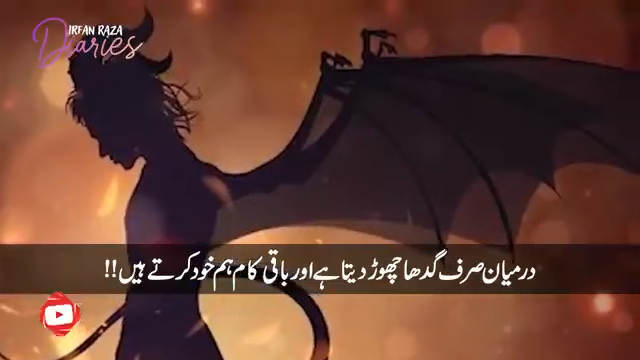 IRFAN RAZA
Diaries
درمیان صرف گدھا چھوڑ دیتا ہے اور باقی کام ہم خود کرتے ہیں!!